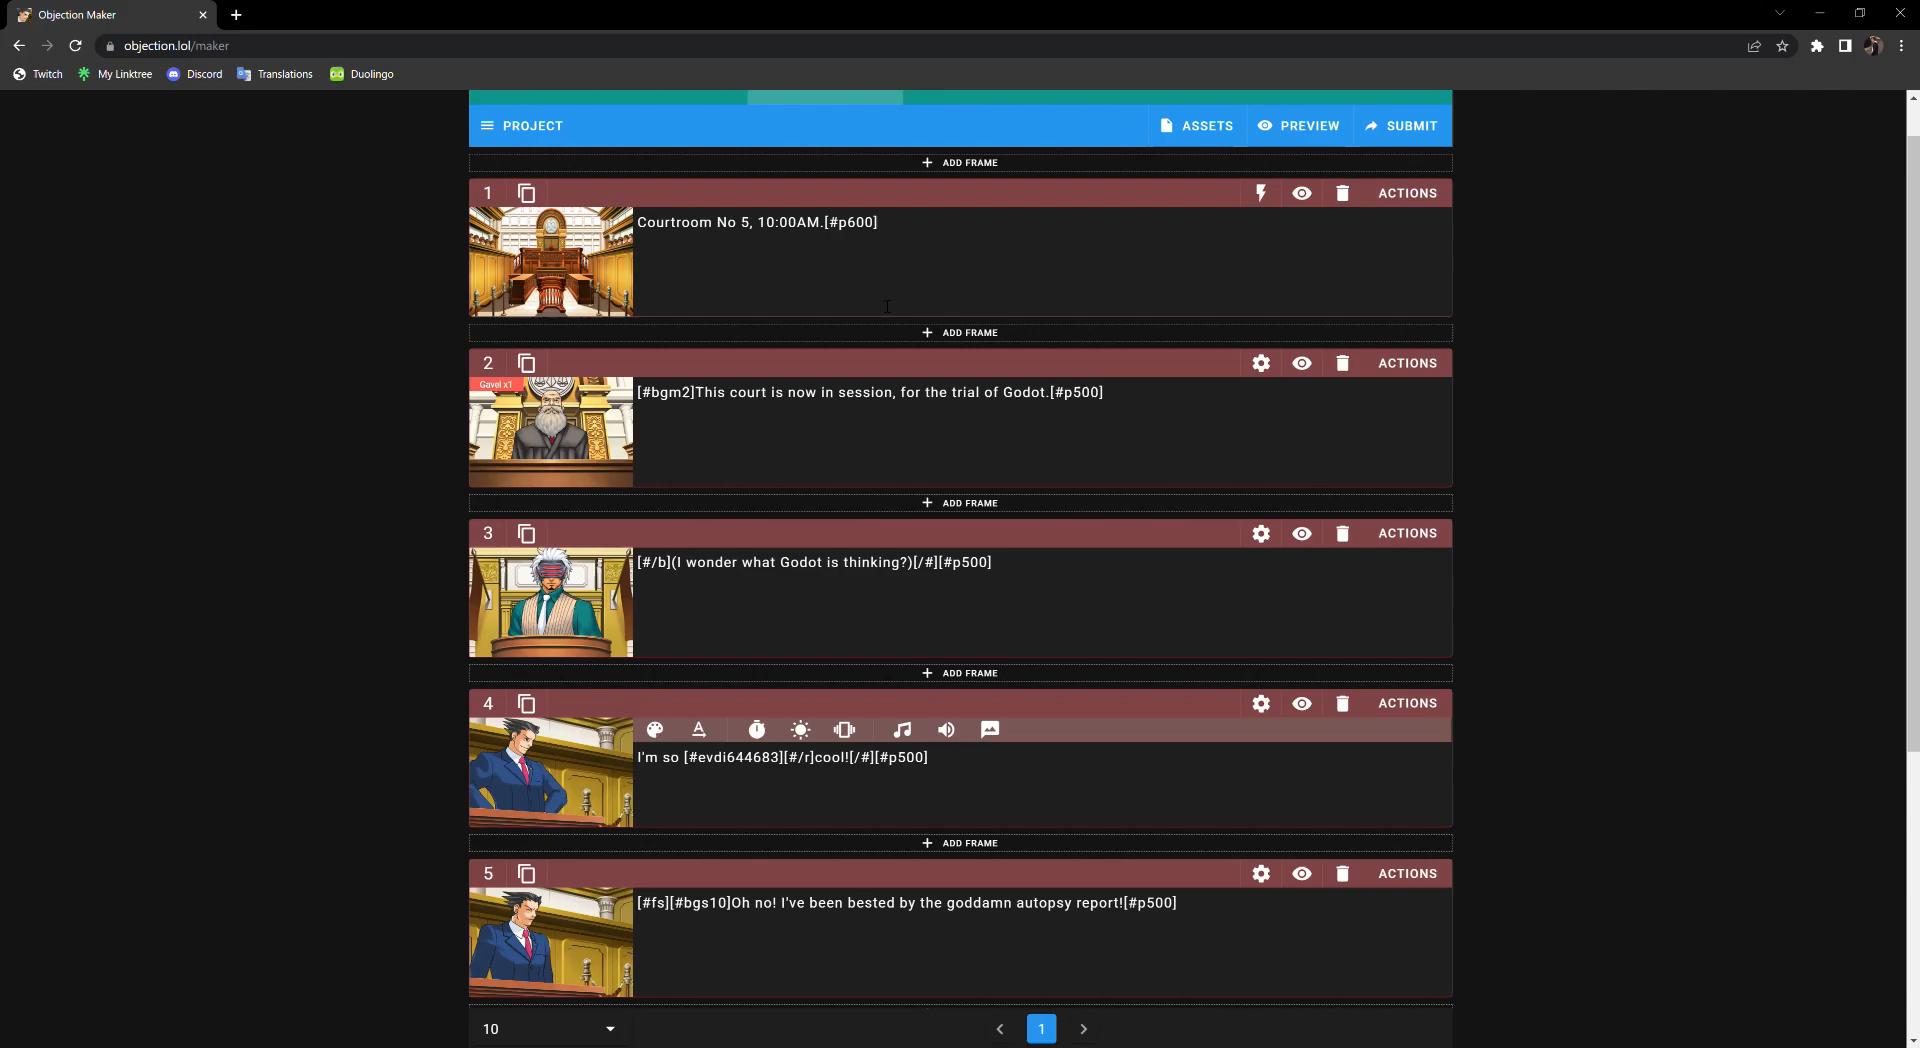 Objection Maker
objection.lol/maker
Twitch My Linktree Discord Translations Duolingo
PROJECT ASSETS PREVIEW SUBMIT
ADD FRAME
1 ACTIONS
Courtroom No 5, 10:00AM.[#p600]
ADD FRAME
2 ACTIONS
Gavel x1
[#bgm2]This court is now in session, for the trial of Godot.[#p500]
ADD FRAME
3 ACTIONS
[#/b](I wonder what Godot is thinking?)[/#][#p500]
ADD FRAME
4 ACTIONS
I'm so [#evdi644683][#/r]cool![/#][#p500]
ADD FRAME
5 ACTIONS
[#fs][#bgs10]Oh no! I've been bested by the goddamn autopsy report![#p500]
10 1